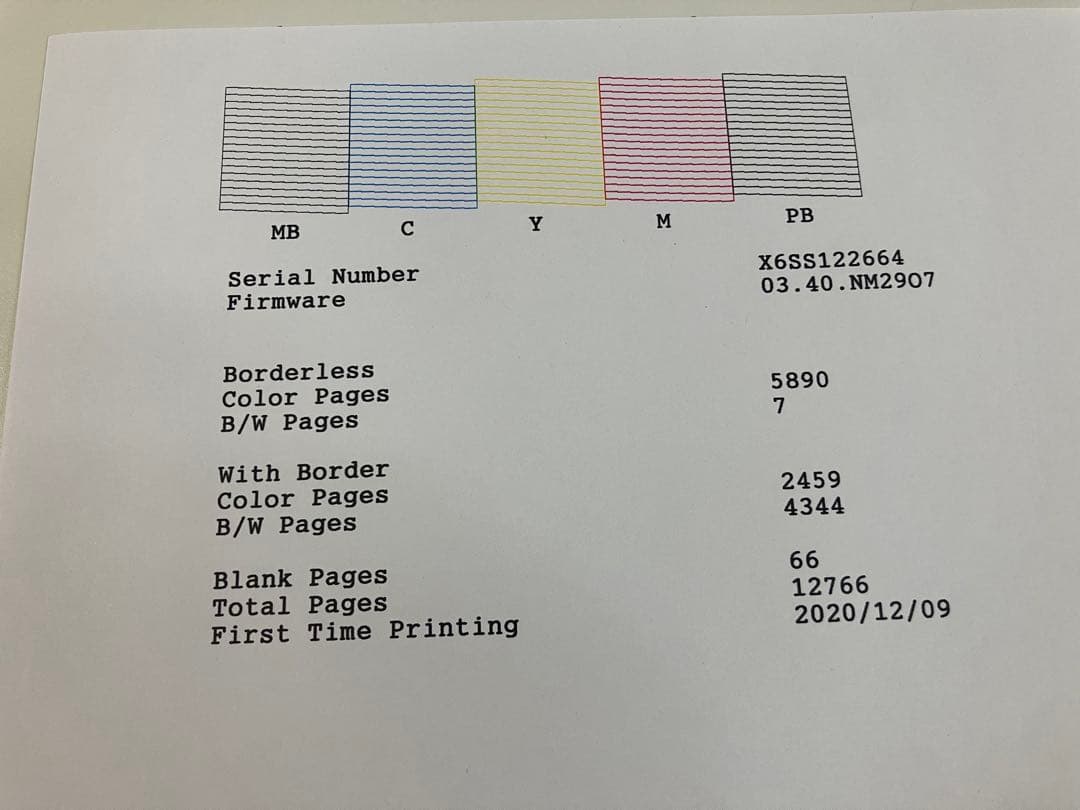 MB C Y M PB
Serial Number X6SS122664
Firmware 03.40.NM29O7
Borderless
Color Pages 5890
B/W Pages 7
With Border
Color Pages 2459
B/W Pages 4344
Blank Pages 66
Total Pages 12766
First Time Printing 2020/12/09